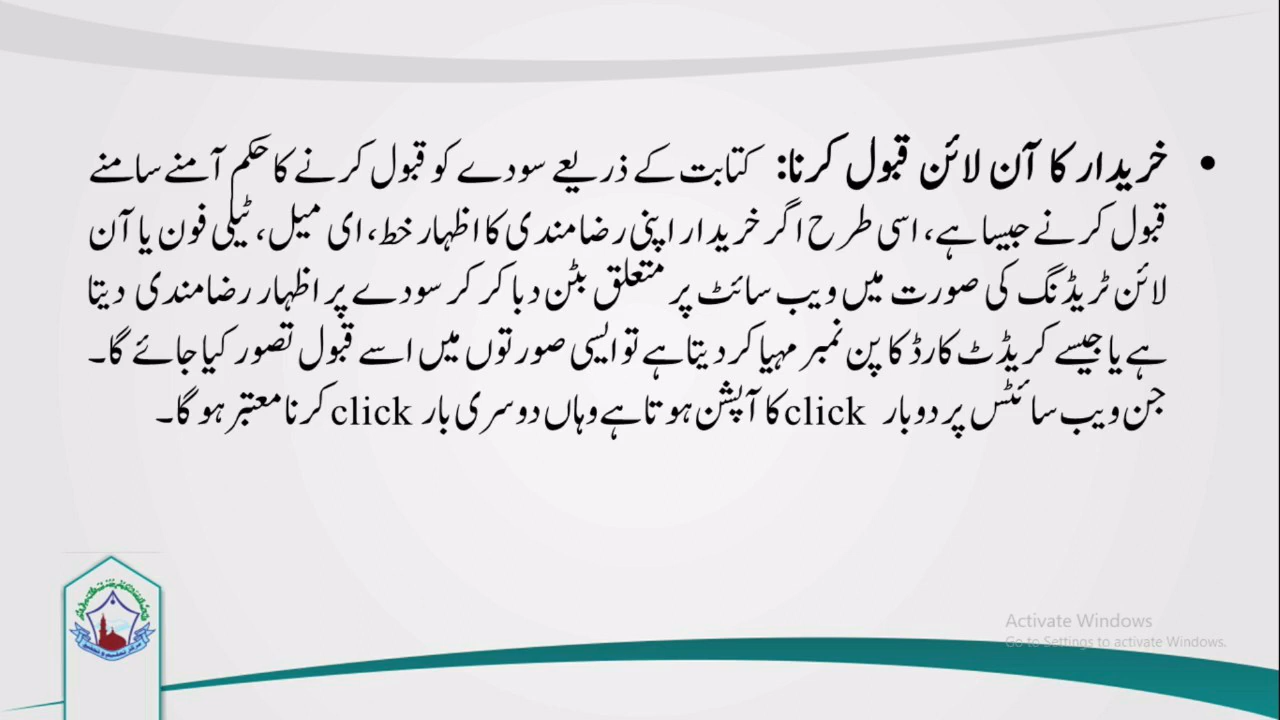 • خریدار کا آن لائن قبول کرنا: کتابت کے ذریعے سودے کو قبول کرنے کا حکم آمنے سامنے
قبول کرنے جیسا ہے، اسی طرح اگر خریدار اپنی رضامندی کا اظہار خط، ای میل، ٹیلی فون یا آن
لائن ٹریڈنگ کی صورت میں ویب سائٹ پر متعلق بٹن دبا کر کر سودے پر اظہار رضامندی دیتا
ہے یا جیسے کریڈٹ کارڈ کا پن نمبر مہیا کر دیتا ہے تو ایسی صورتوں میں اسے قبول تصور کیا جائے گا۔
جن ویب سائٹس پر دو بار click کا آپشن ہوتا ہے وہاں دوسری بار click کرنا معتبر ہو گا۔
Activate Windows
Go to Settings to activate Windows.